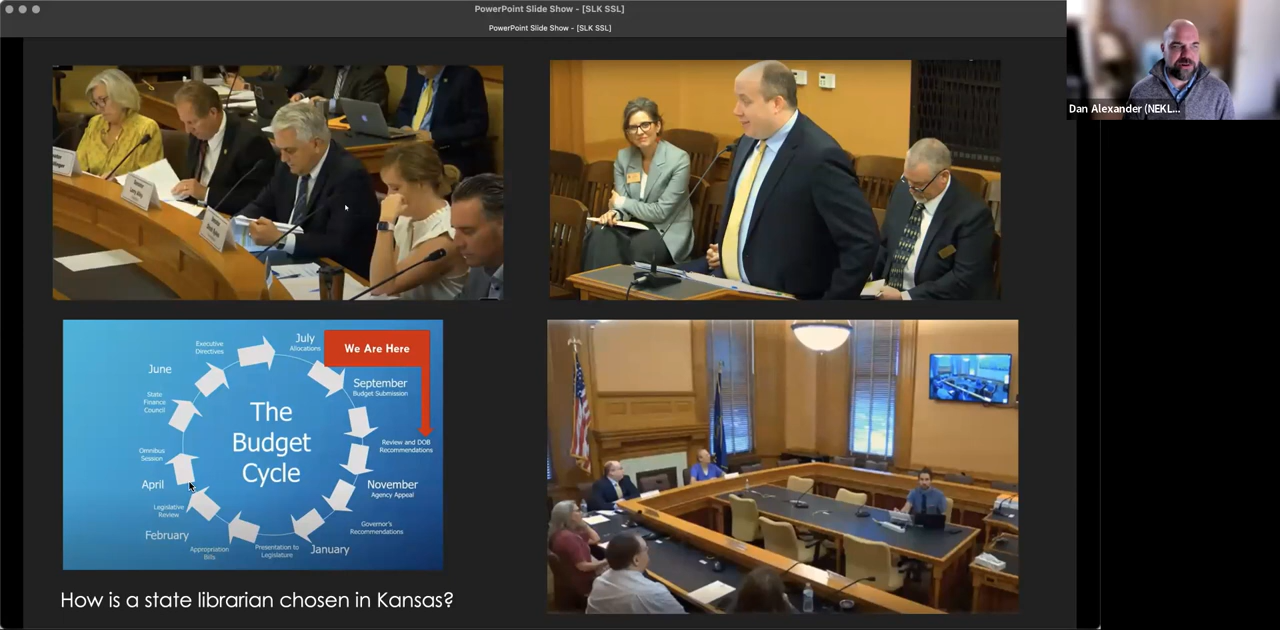 PowerPoint Slide Show - [SLK SSL]
PowerPoint Slide Show - [SLK SSL]
Dan Alexander (NEKL...
July
Allocations
We Are Here
September
Budget Submission
Review and DOB
Recommendations
November
Agency Appeal
Governor's
Recommendations
January
Presentation to
Legislature
Appropriation
Bills
February
Legislative
Review
April
Omnibus
Session
State
Finance
Council
June
Executive
Directives
The
Budget
Cycle
How is a state librarian chosen in Kansas?